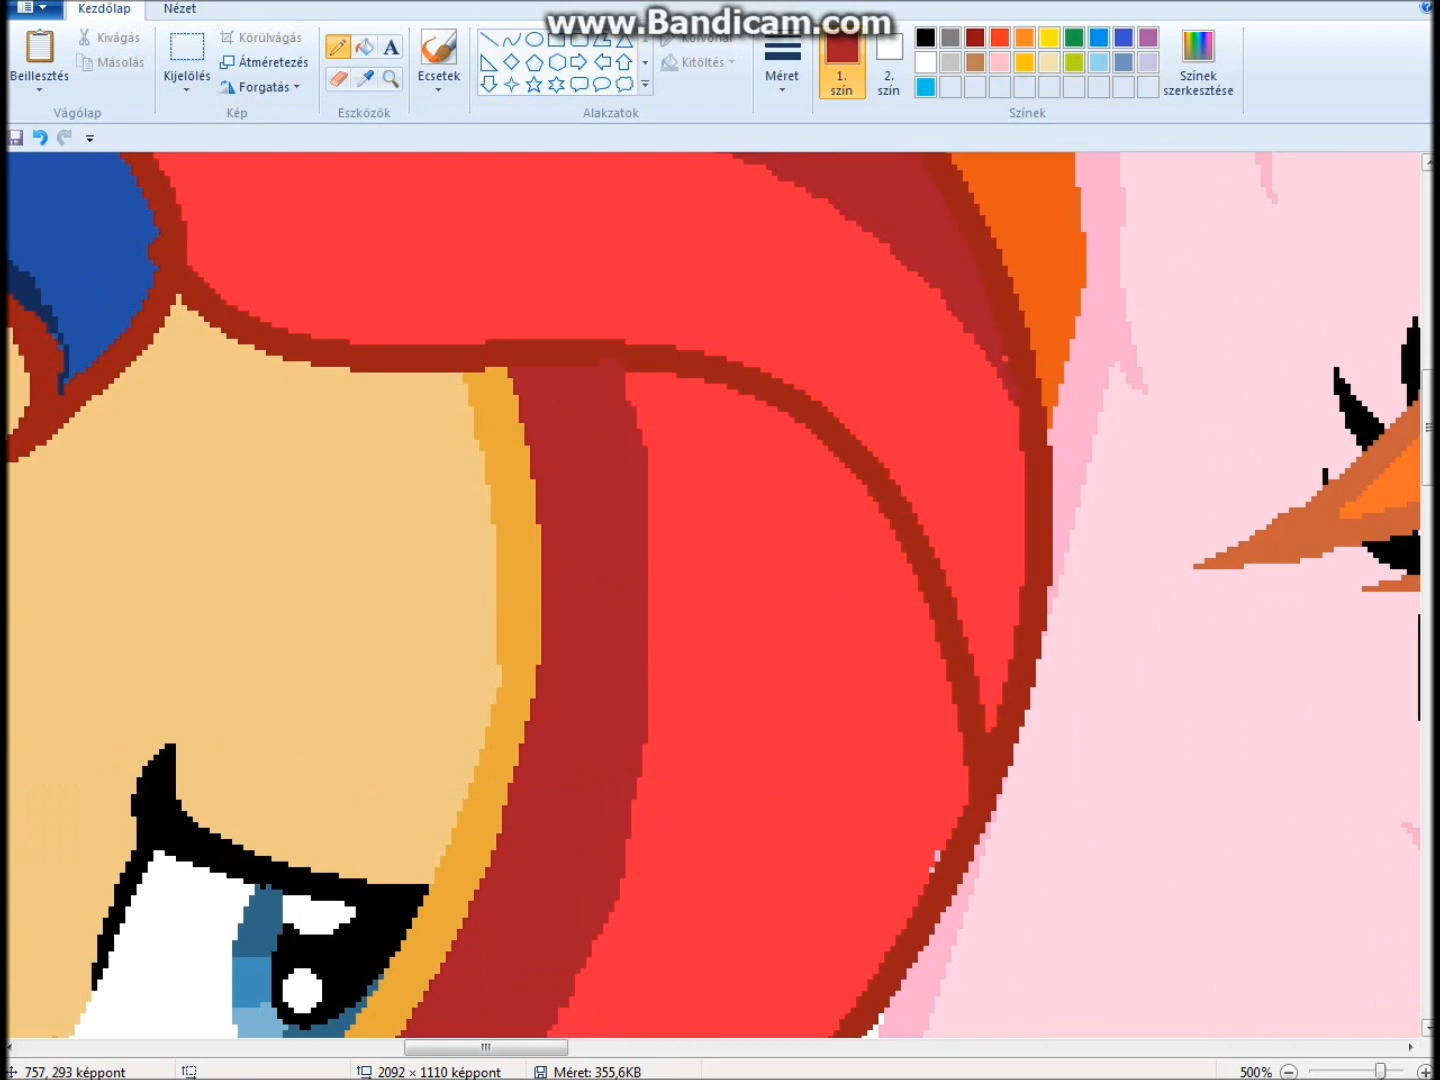 Kezdőlap Nézet
www.Bandicam.com
Beillesztés
Kivágás
Másolás
Vágólap
Kijelölés
Körülvágás
Átméretezés
Forgatás
Kép
A
Eszközök
Ecsetek
Alakzatok
Körvonal
Kitöltés
Méret
1.
szín
2.
szín
Színek
szerkesztése
Színek
757, 293 képpont
2092 × 1110 képpont
Méret: 355,6KB
500%